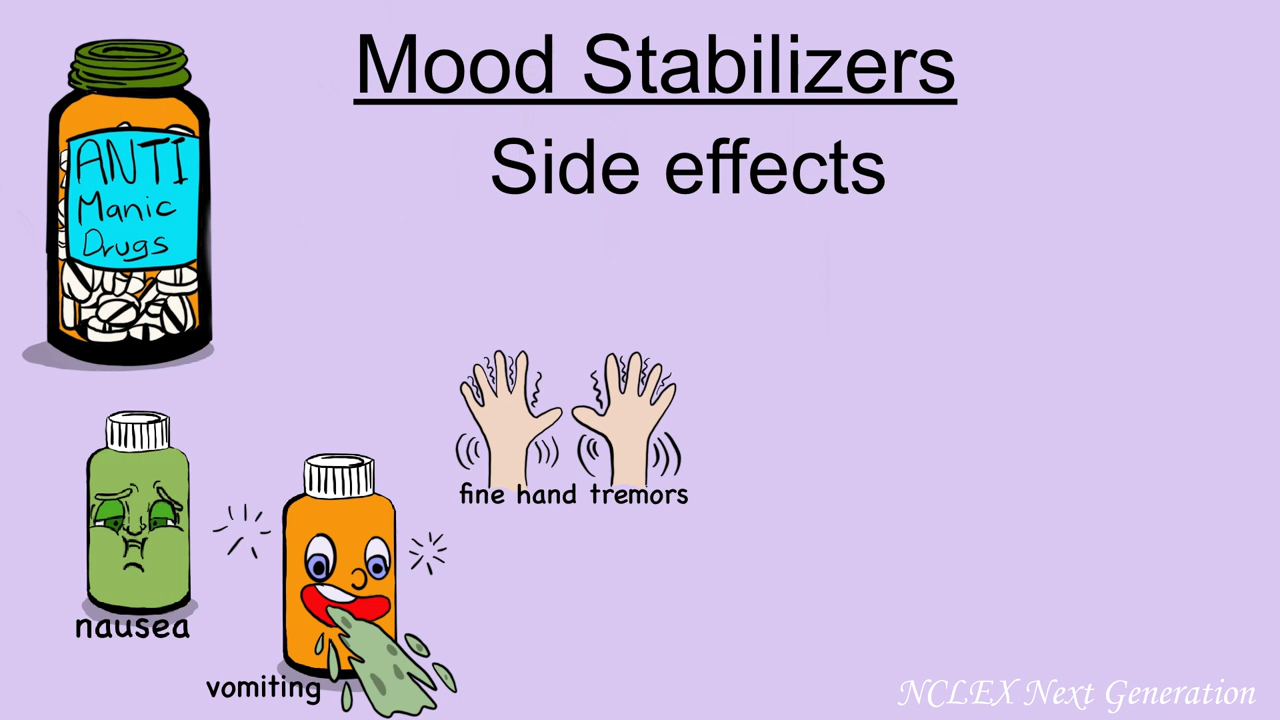 Mood Stabilizers
Side effects
ANTI
Manic
Drugs
fine hand tremors
nausea
vomiting
NCLEX Next Generation